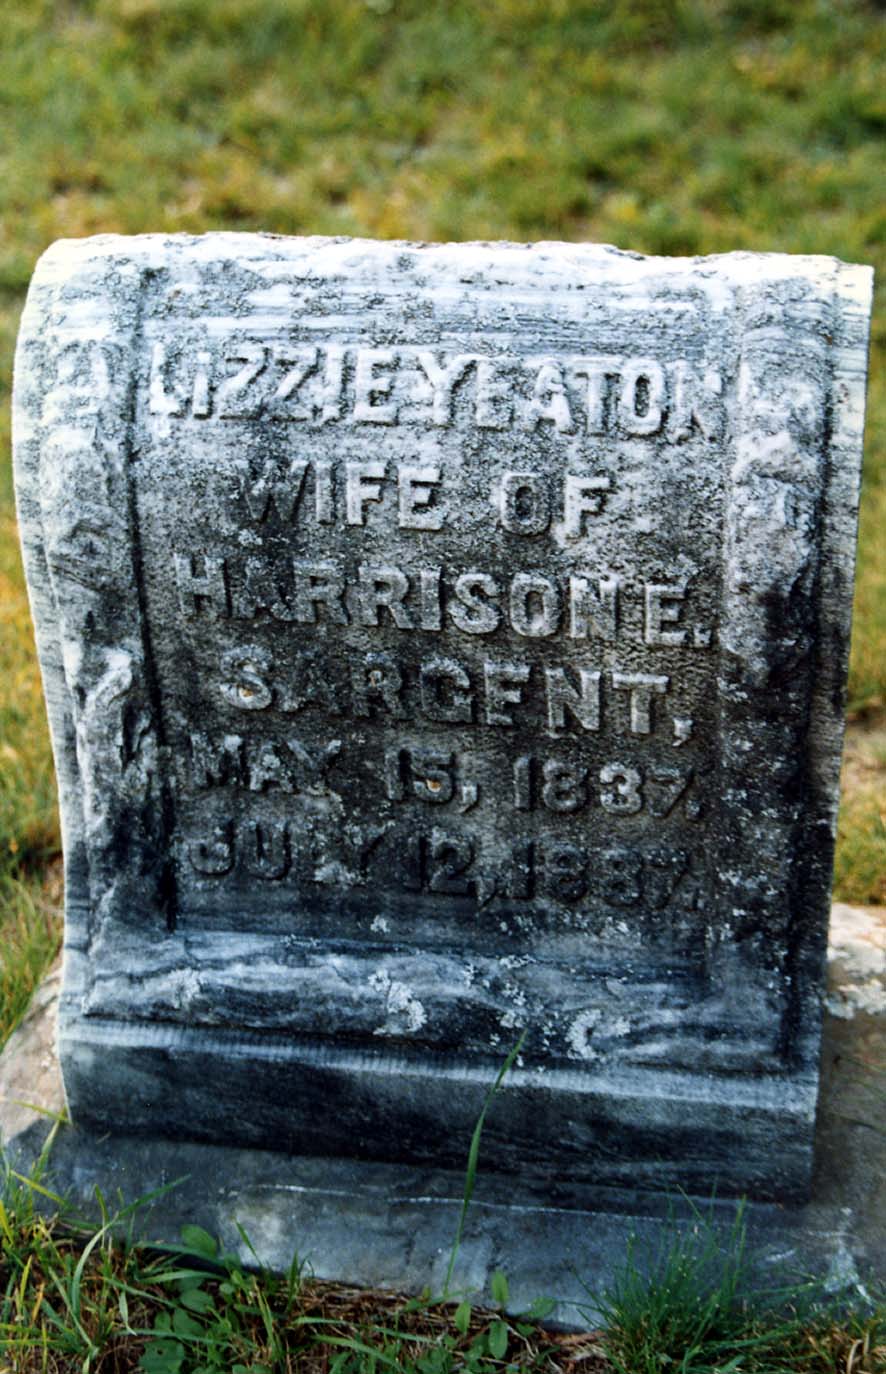 LIZZIE YEATON
WIFE OF
HARRISON E.
SARGENT,
MAY 15, 1837.
JULY 12, 1887.